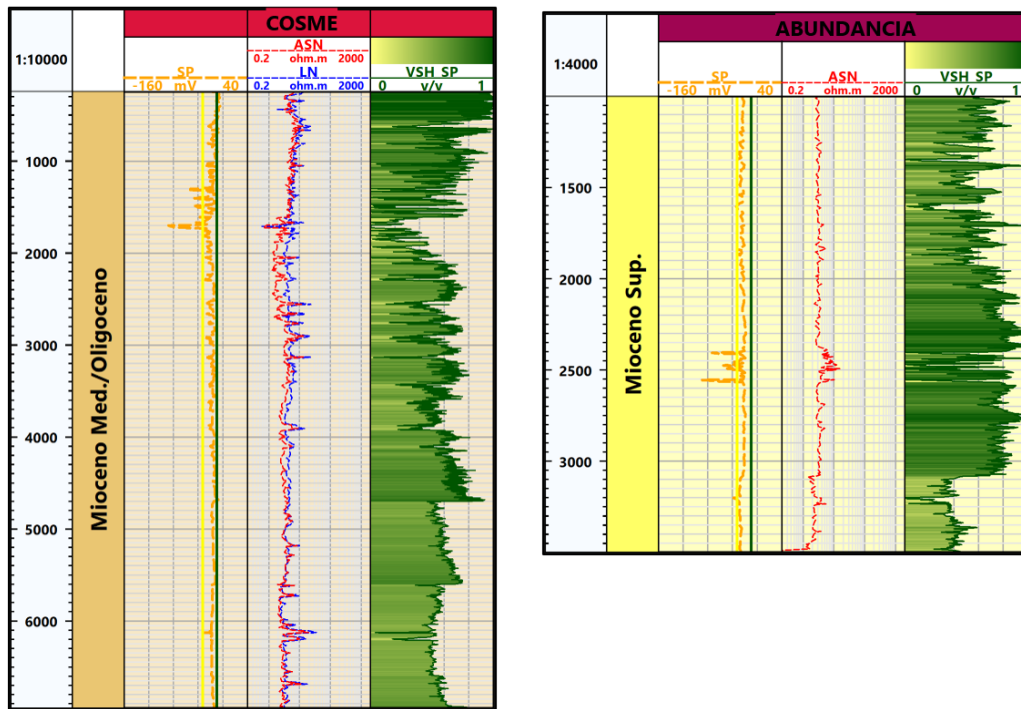 COSME
1:10000
ASN
0.2 ohm.m 2000
SP
-160 mV 40
LN
0.2 ohm.m 2000
VSH_SP
0 v/v 1
Mioceno Med./Oligoceno
1000
2000
3000
4000
5000
6000
ABUNDANCIA
1:4000
SP
-160 mV 40
ASN
0.2 ohm.m 2000
VSH_SP
0 v/v 1
Mioceno Sup.
1500
2000
2500
3000